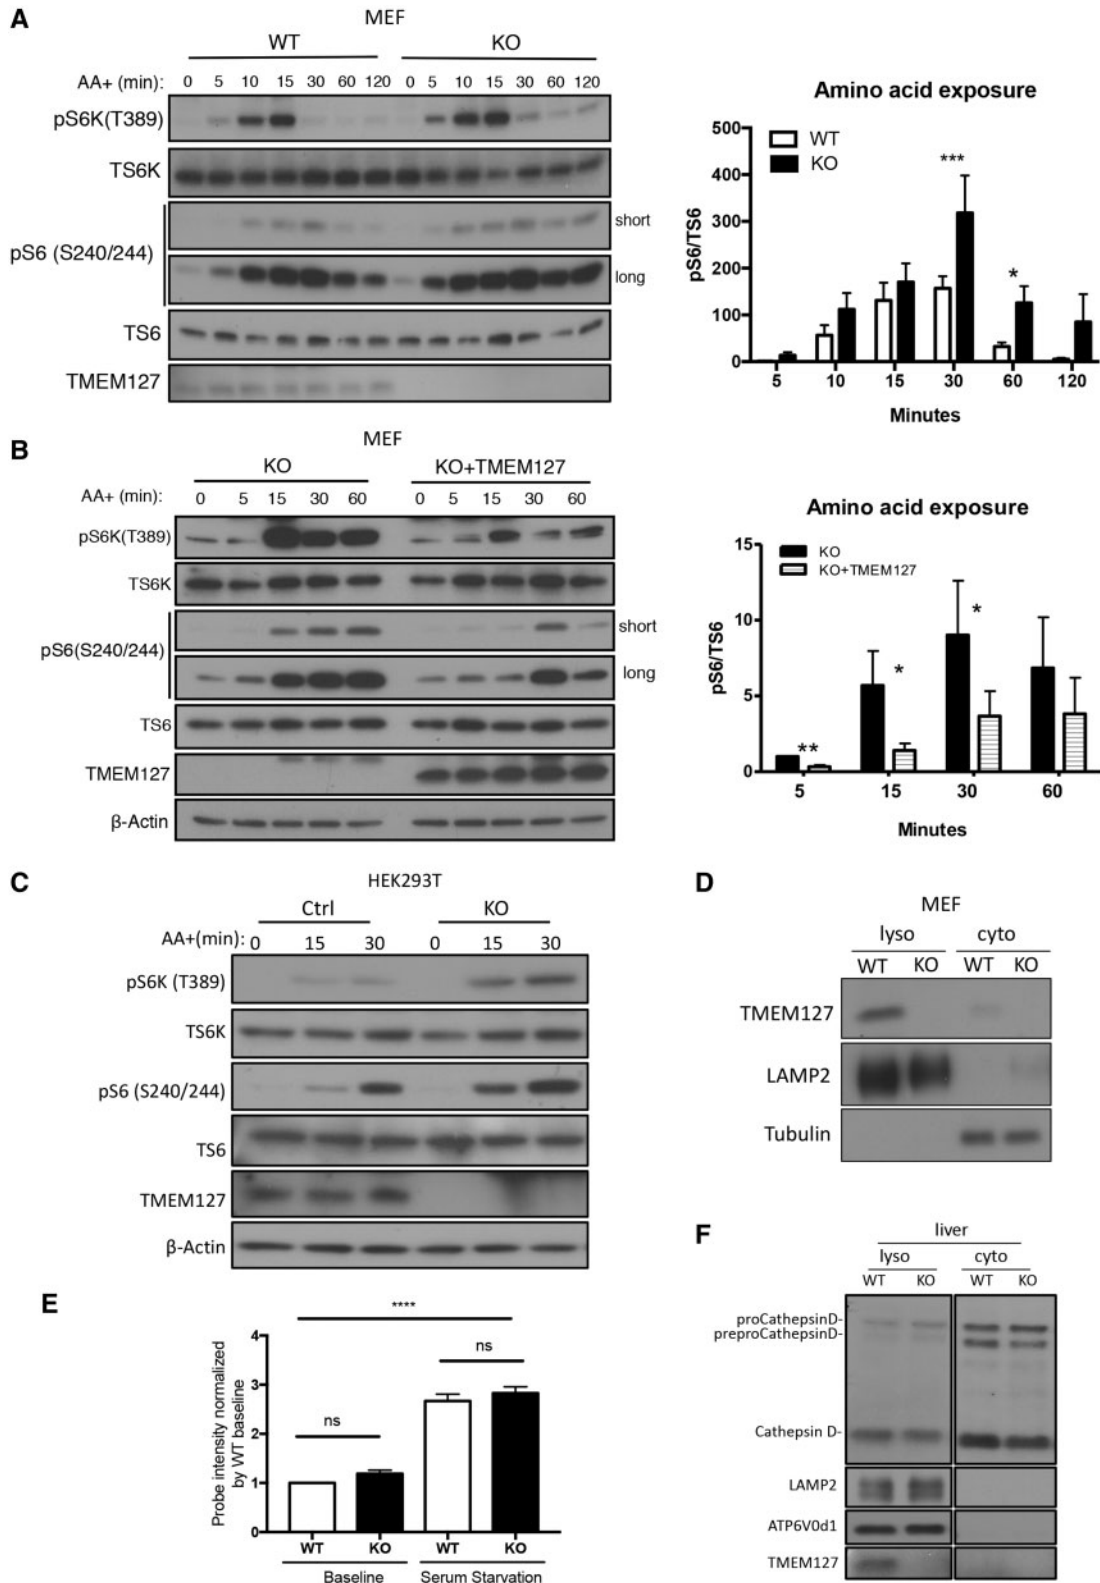 A
MEF
WT KO
AA+ (min): 0 5 10 15 30 60 120 0 5 10 15 30 60 120
pS6K(T389)
TS6K
short
pS6 (S240/244)
long
TS6
TMEM127
Amino acid exposure
WT
KO
***
*
pS6/TS6
500
400
300
200
100
0
5 10 15 30 60 120
Minutes
B
MEF
KO KO+TMEM127
AA+ (min): 0 5 15 30 60 0 5 15 30 60
pS6K(T389)
TS6K
short
pS6(S240/244)
long
TS6
TMEM127
β-Actin
Amino acid exposure
KO
KO+TMEM127
**
*
*
pS6/TS6
15
10
5
0
5 15 30 60
Minutes
C
HEK293T
Ctrl KO
AA+(min): 0 15 30 0 15 30
pS6K (T389)
TS6K
pS6 (S240/244)
TS6
TMEM127
β-Actin
D
MEF
lyso cyto
WT KO WT KO
TMEM127
LAMP2
Tubulin
E
****
ns
ns
Probe intensity normalized
by WT baseline
4
3
2
1
0
WT KO WT KO
Baseline Serum Starvation
F
liver
lyso cyto
WT KO WT KO
proCathepsinD-
preproCathepsinD-
Cathepsin D-
LAMP2
ATP6V0d1
TMEM127